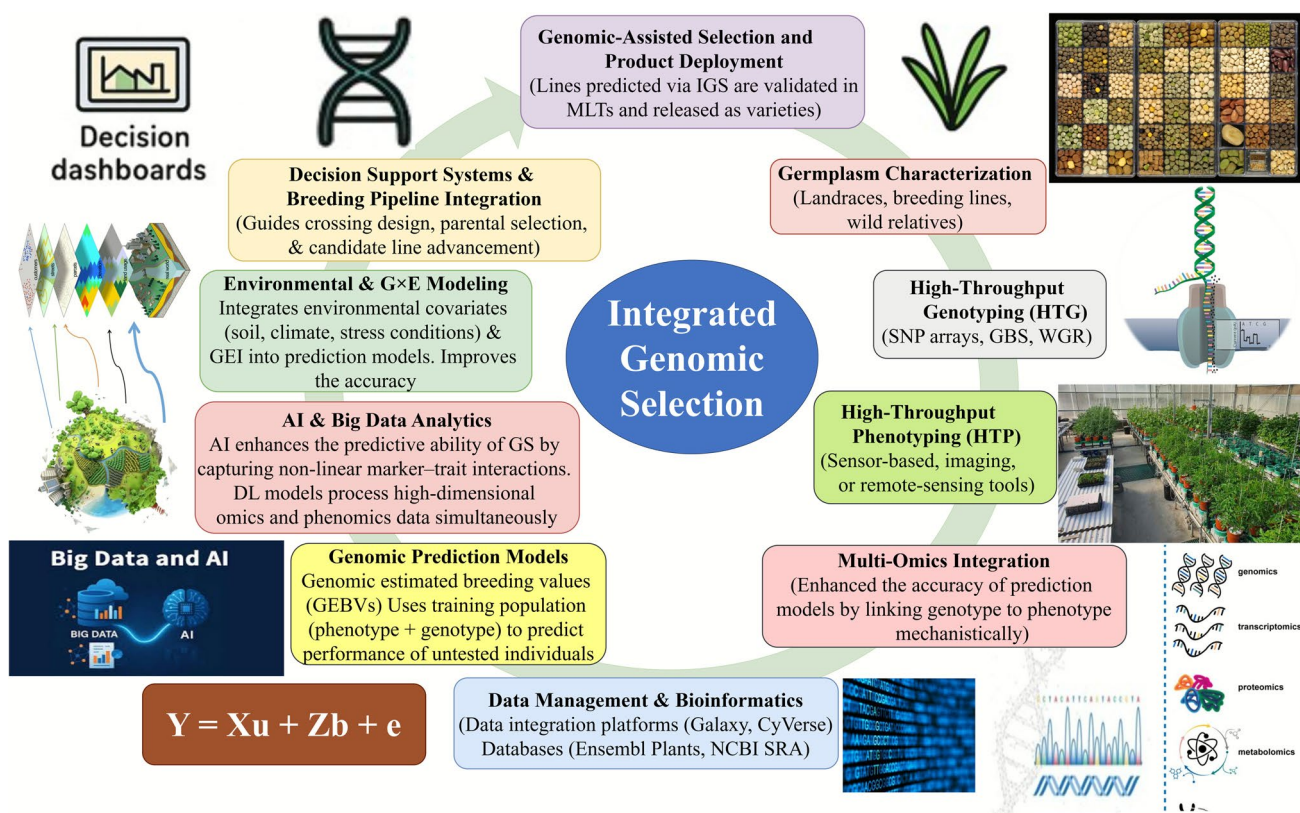 Genomic-Assisted Selection and
Product Deployment
(Lines predicted via IGS are validated in
MLTs and released as varieties)
Decision
dashboards
Decision Support Systems &
Breeding Pipeline Integration
(Guides crossing design, parental selection,
& candidate line advancement)
Germplasm Characterization
(Landraces, breeding lines,
wild relatives)
Environmental & G×E Modeling
Integrates environmental covariates
(soil, climate, stress conditions) &
GEI into prediction models. Improves
the accuracy
Integrated
Genomic
Selection
High-Throughput
Genotyping (HTG)
(SNP arrays, GBS, WGR)
A T C G
AI & Big Data Analytics
AI enhances the predictive ability of GS by
capturing non-linear marker–trait interactions.
DL models process high-dimensional
omics and phenomics data simultaneously
High-Throughput
Phenotyping (HTP)
(Sensor-based, imaging,
or remote-sensing tools)
Big Data and AI
BIG DATA
AI
Genomic Prediction Models
Genomic estimated breeding values
(GEBVs) Uses training population
(phenotype + genotype) to predict
performance of untested individuals
Multi-Omics Integration
(Enhanced the accuracy of prediction
models by linking genotype to phenotype
mechanistically)
genomics
transcriptomics
proteomics
metabolomics
Y = Xu + Zb + e
Data Management & Bioinformatics
(Data integration platforms (Galaxy, CyVerse)
Databases (Ensembl Plants, NCBI SRA)